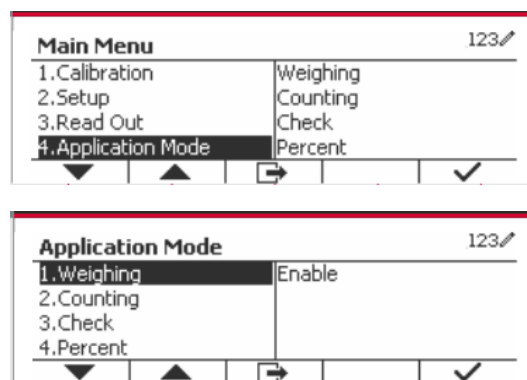 Main Menu 123
1.Calibration Weighing
2.Setup Counting
3.Read Out Check
4.Application Mode Percent
Application Mode 123
1.Weighing Enable
2.Counting
3.Check
4.Percent